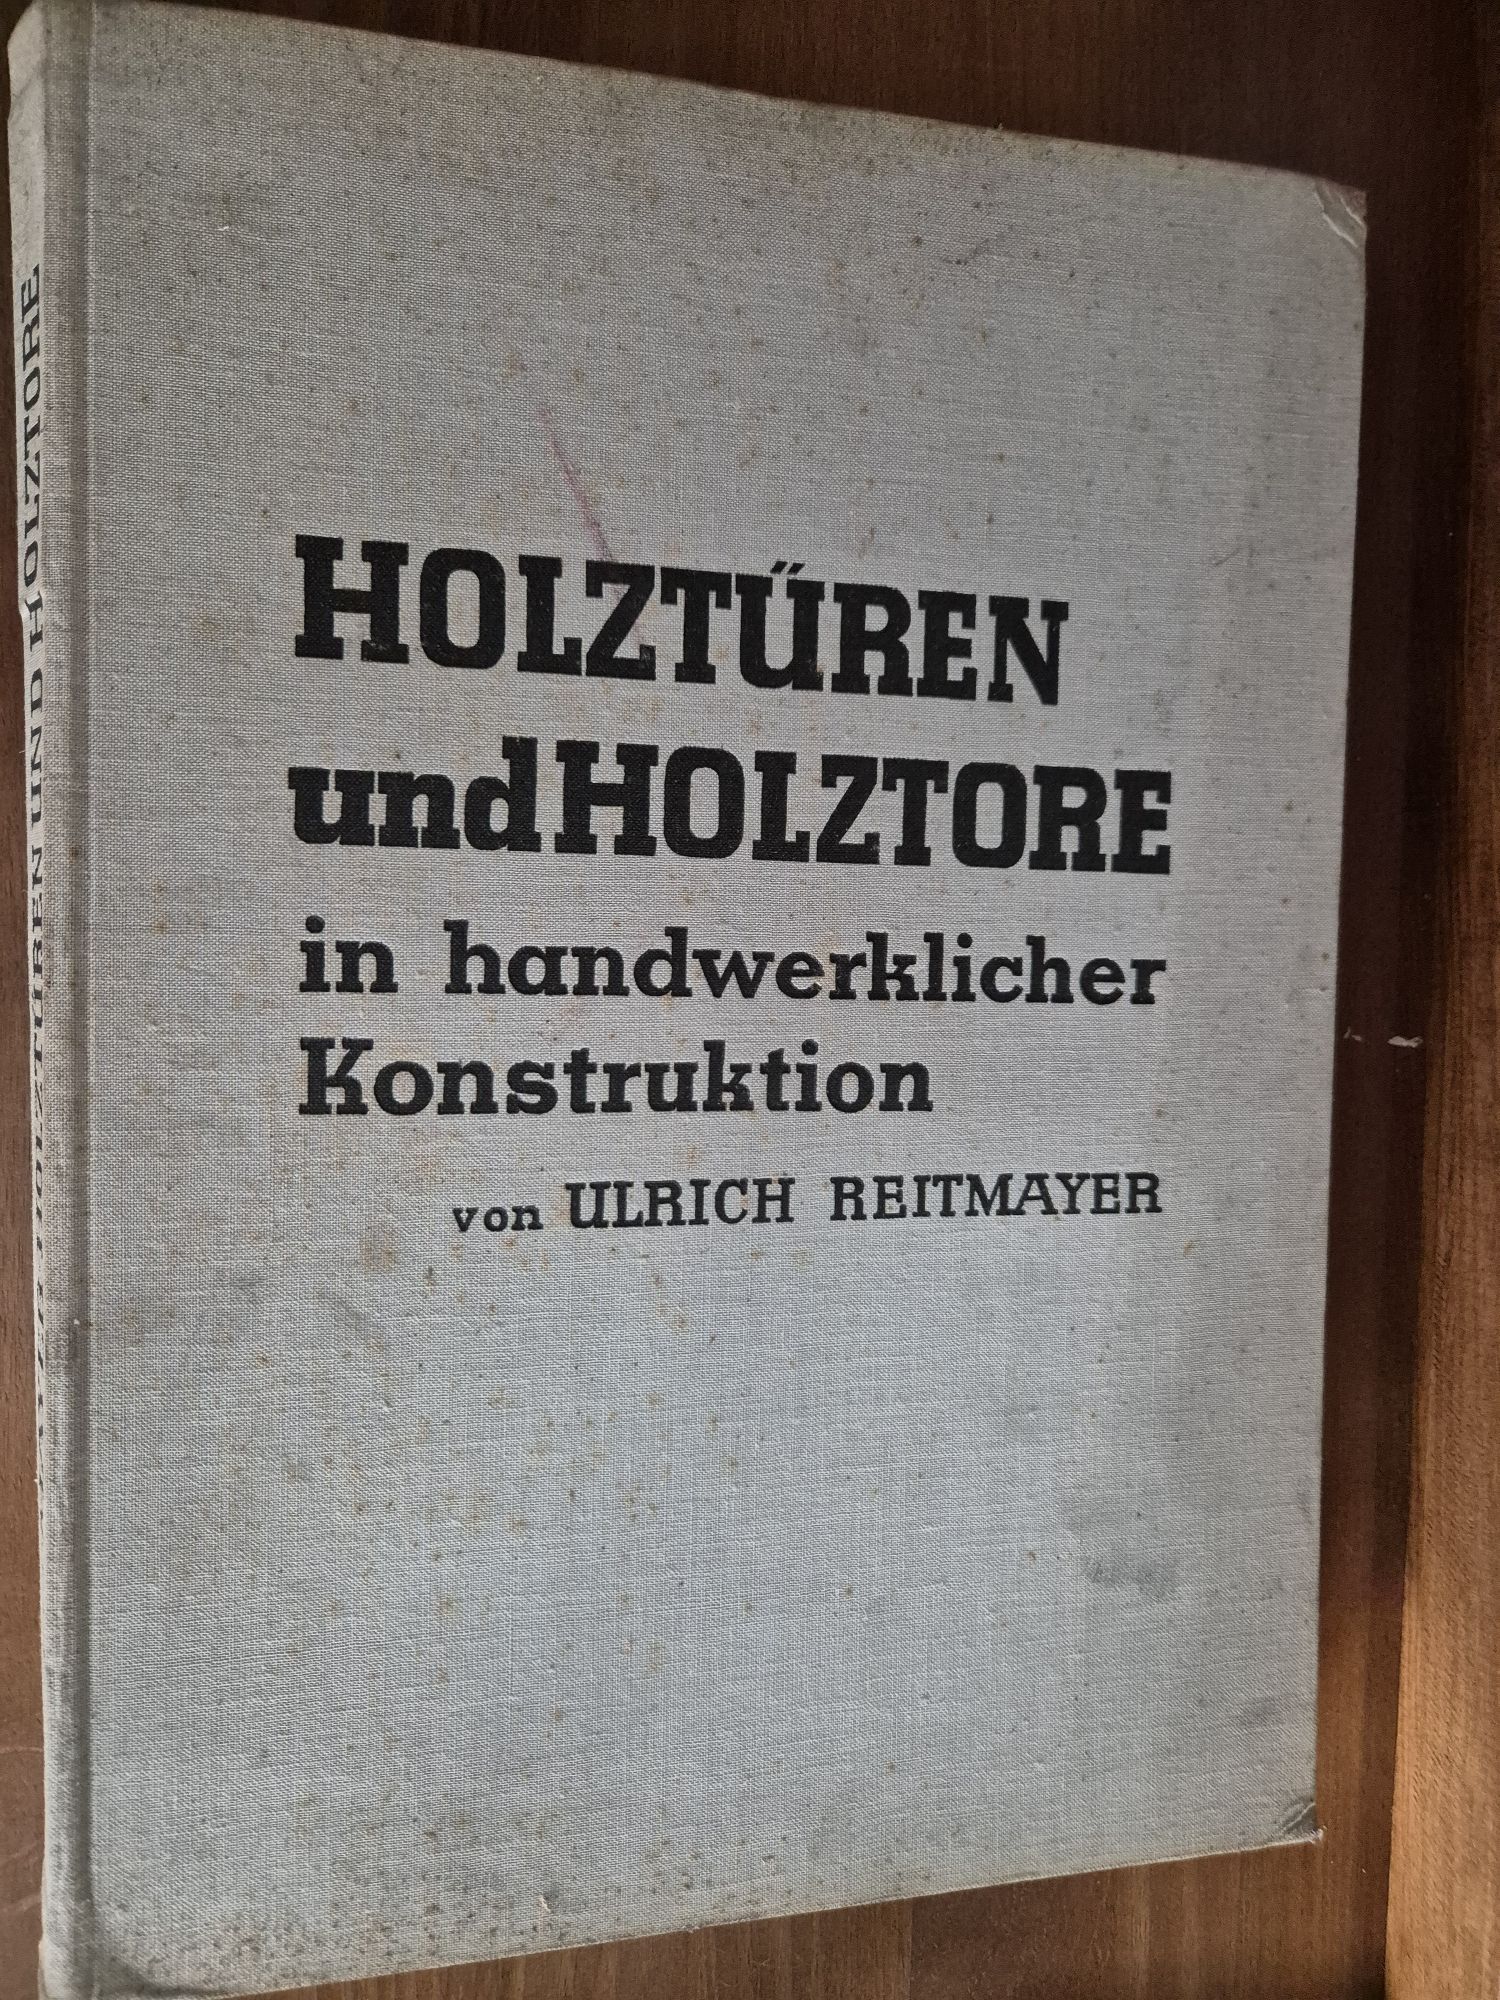 HOLZTÜREN
und HOLZTORE
in handwerklicher
Konstruktion
von ULRICH REITMAYER
HOLZTÜREN UND HOLZTORE